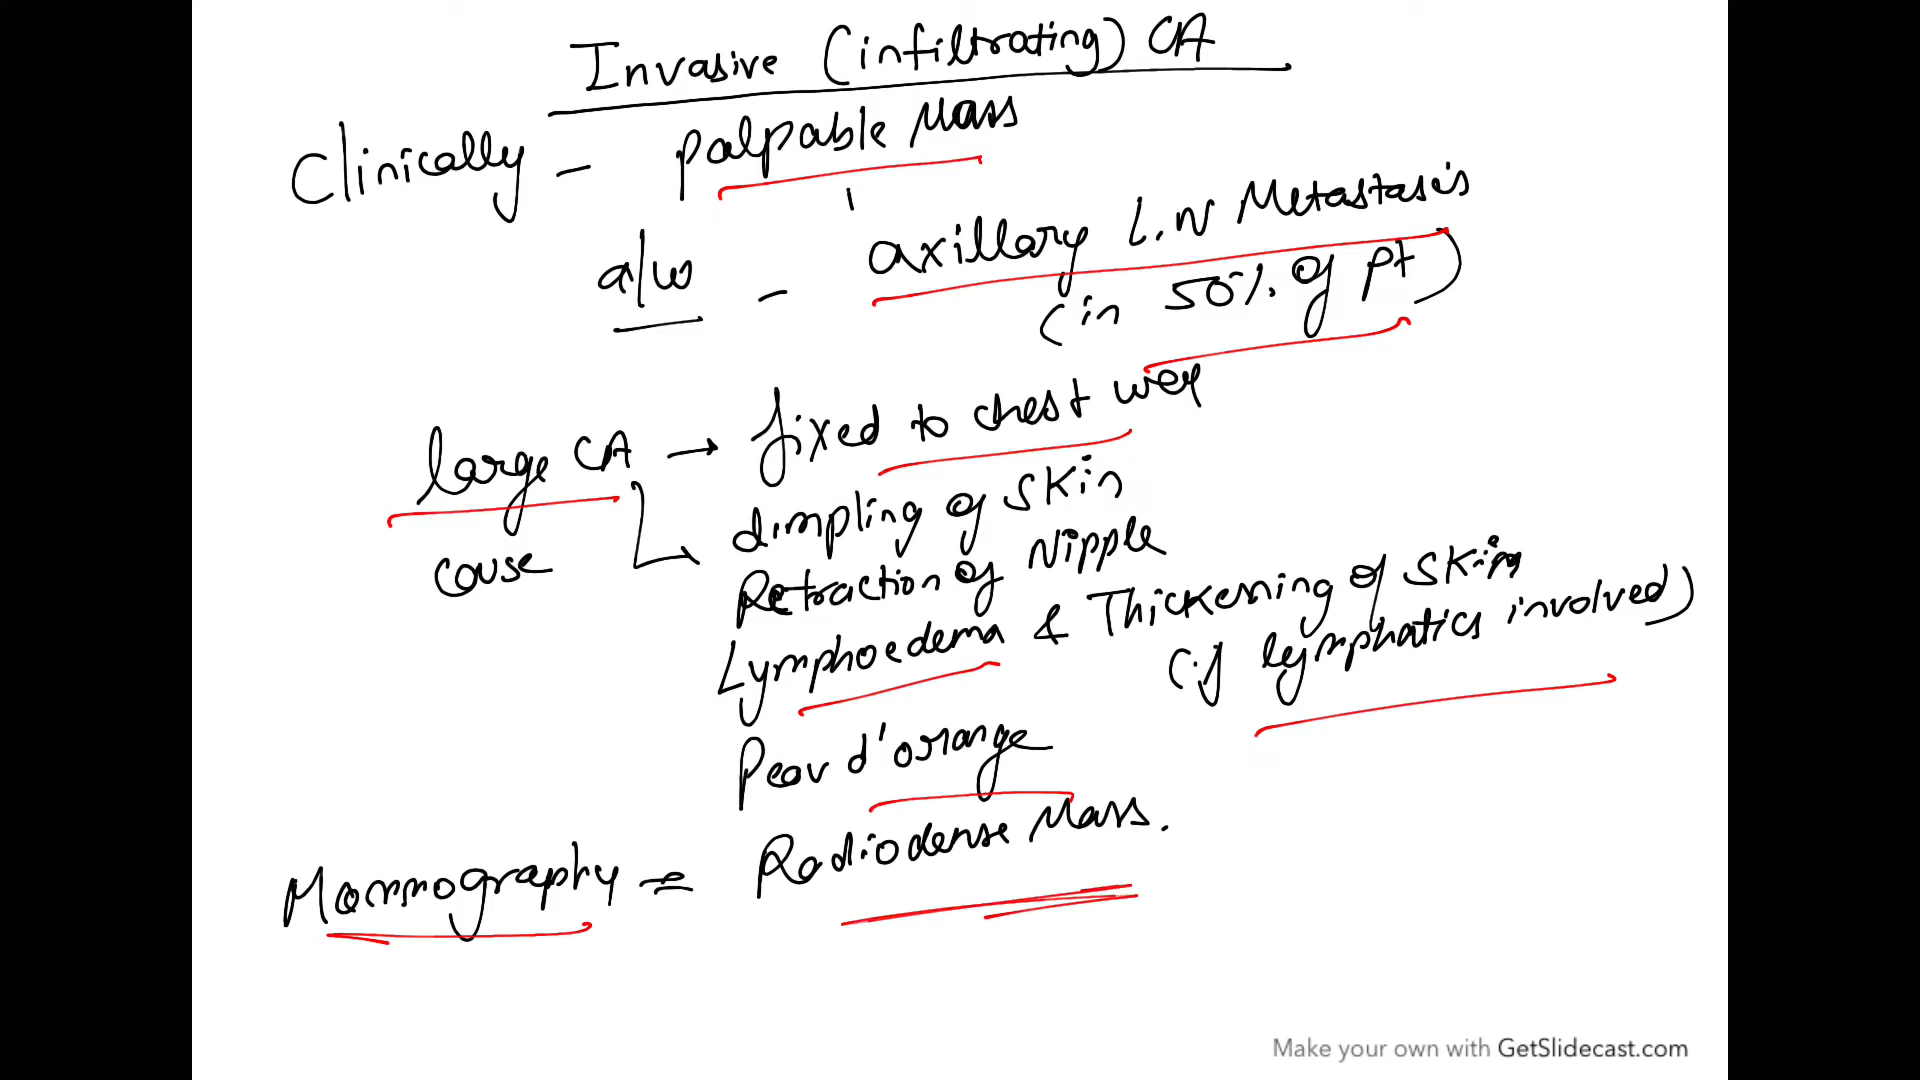 Invasive (infiltrating) CA
Clinically - palpable Mass
a/w - axillary L.N Metastasis
(in 50%. of pt)
large CA → fixed to chest wall
cause
dimpling of skin
Retraction of Nipple
Lymphoedema & Thickening of skin
(if lymphatics involved)
Peau d'orange
Mammography = Radiodense Mass.
Make your own with GetSlidecast.com